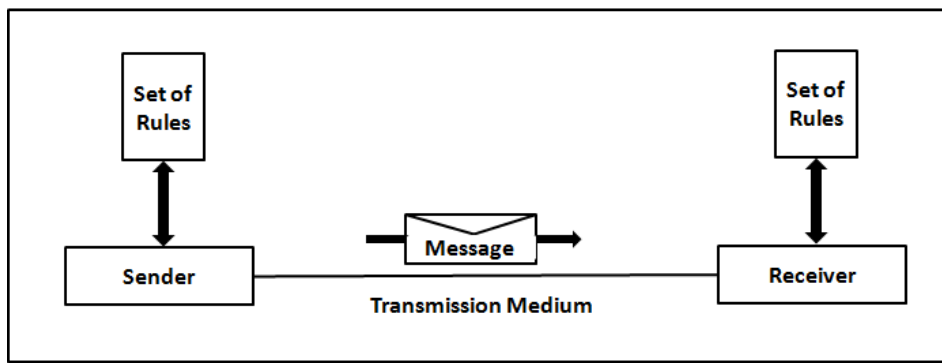 Set of
Rules
Set of
Rules
Message
Sender
Receiver
Transmission Medium